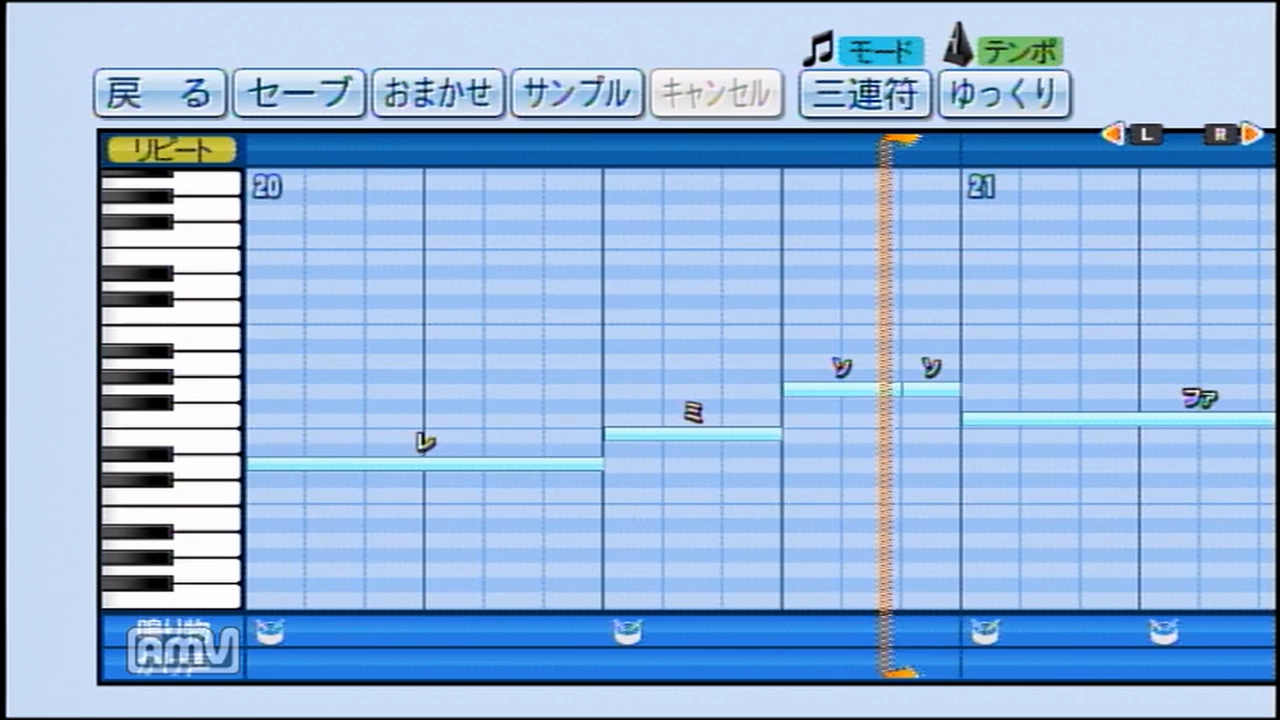 モード テンポ
戻る セーブ おまかせ サンプル キャンセル 三連符 ゆっくり
リピート L R
20 21
ソ ソ
ファ
ミ
レ
AMV